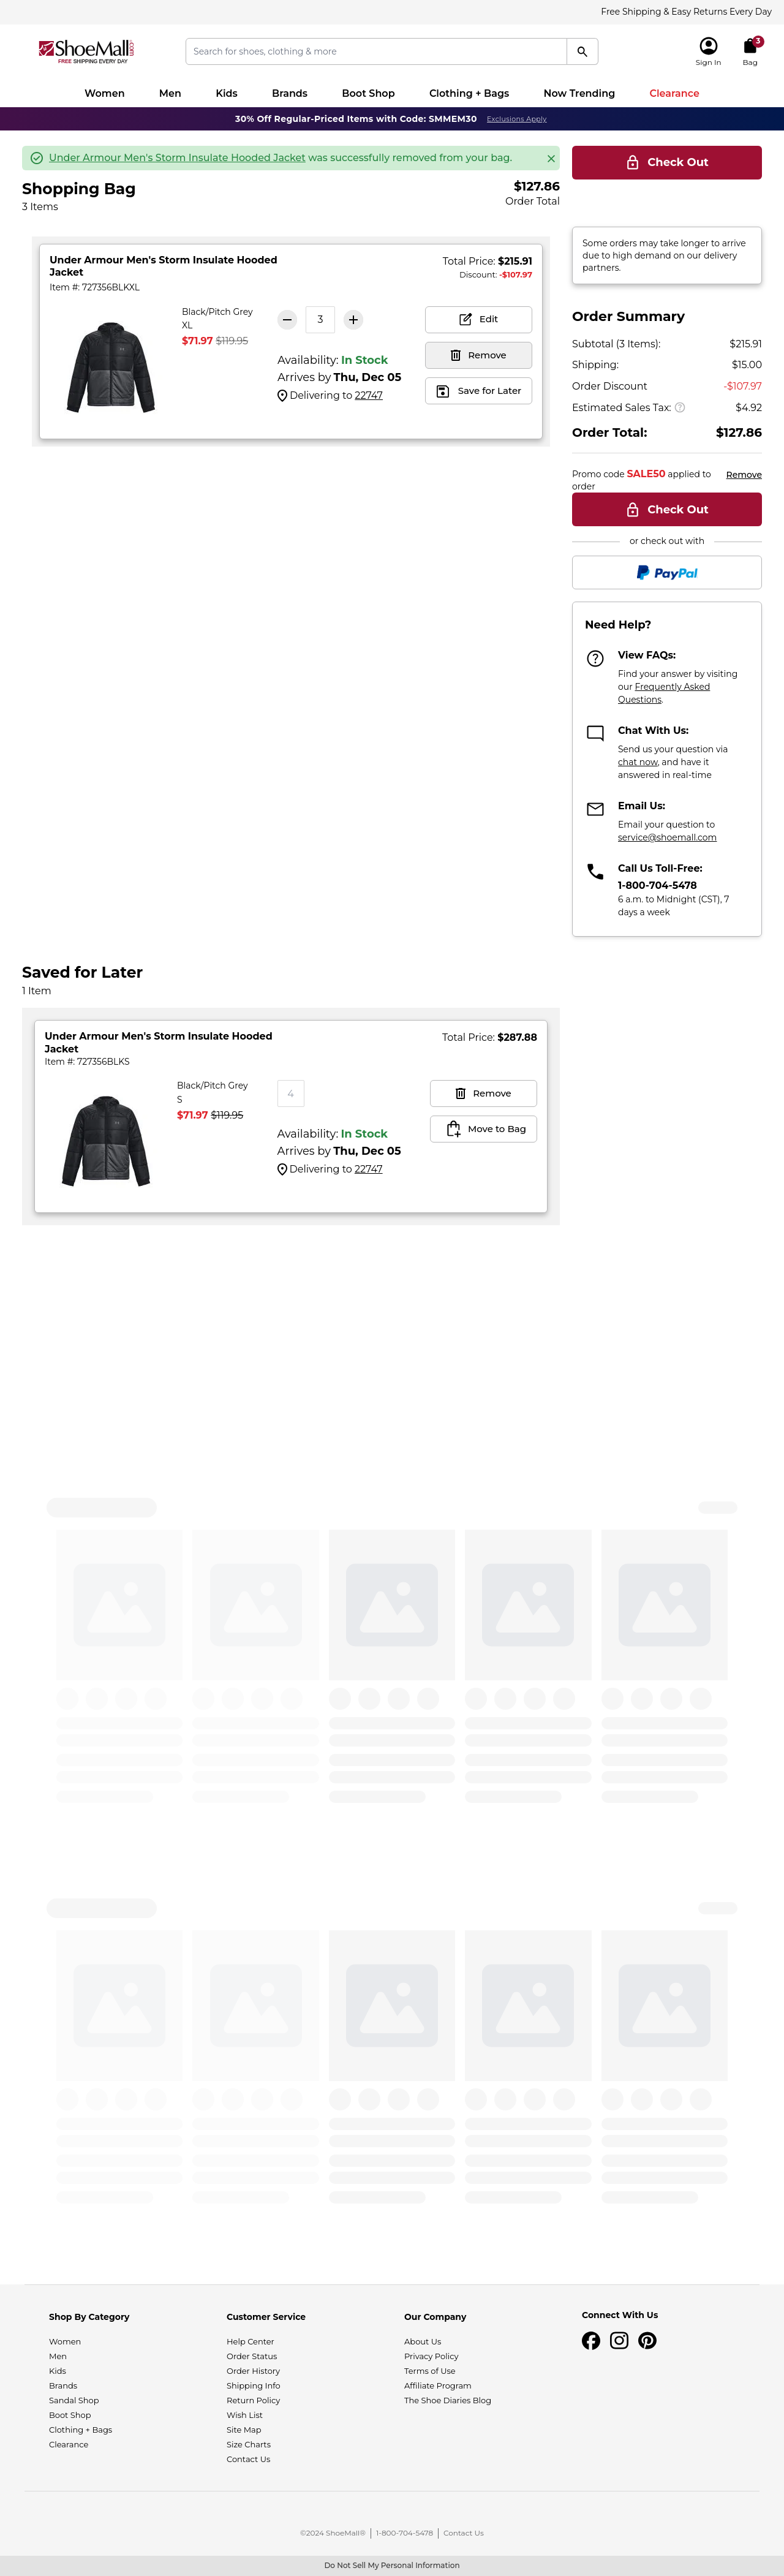 Free Shipping & Easy Returns Every Day
ShoeMall.COM
FREE SHIPPING EVERY DAY
Search for shoes, clothing & more
Sign In
3
Bag
Women Men Kids Brands Boot Shop Clothing + Bags Now Trending Clearance
30% Off Regular-Priced Items with Code: SMMEM30 Exclusions Apply
Under Armour Men's Storm Insulate Hooded Jacket was successfully removed from your bag.
Shopping Bag
3 Items
$127.86
Order Total
Under Armour Men's Storm Insulate Hooded
Jacket
Item #: 727356BLKXL
Total Price: $215.91
Discount: -$107.97
Black/Pitch Grey
XL
$71.97 $119.95
3
Availability: In Stock
Arrives by Thu, Dec 05
Delivering to 22747
Edit
Remove
Save for Later
Check Out
Some orders may take longer to arrive
due to high demand on our delivery
partners.
Order Summary
Subtotal (3 Items): $215.91
Shipping: $15.00
Order Discount -$107.97
Estimated Sales Tax: ? $4.92
Order Total: $127.86
Promo code SALE50 applied to
order
Remove
Check Out
or check out with
PayPal
Need Help?
View FAQs:
Find your answer by visiting
our Frequently Asked
Questions.
Chat With Us:
Send us your question via
chat now, and have it
answered in real-time
Email Us:
Email your question to
service@shoemall.com
Call Us Toll-Free:
1-800-704-5478
6 a.m. to Midnight (CST), 7
days a week
Saved for Later
1 Item
Under Armour Men's Storm Insulate Hooded
Jacket
Item #: 727356BLKS
Total Price: $287.88
Black/Pitch Grey
S
$71.97 $119.95
4
Availability: In Stock
Arrives by Thu, Dec 05
Delivering to 22747
Remove
Move to Bag
Shop By Category
Women
Men
Kids
Brands
Sandal Shop
Boot Shop
Clothing + Bags
Clearance
Customer Service
Help Center
Order Status
Order History
Shipping Info
Return Policy
Wish List
Site Map
Size Charts
Contact Us
Our Company
About Us
Privacy Policy
Terms of Use
Affiliate Program
The Shoe Diaries Blog
Connect With Us
©2024 ShoeMall® | 1-800-704-5478 | Contact Us
Do Not Sell My Personal Information